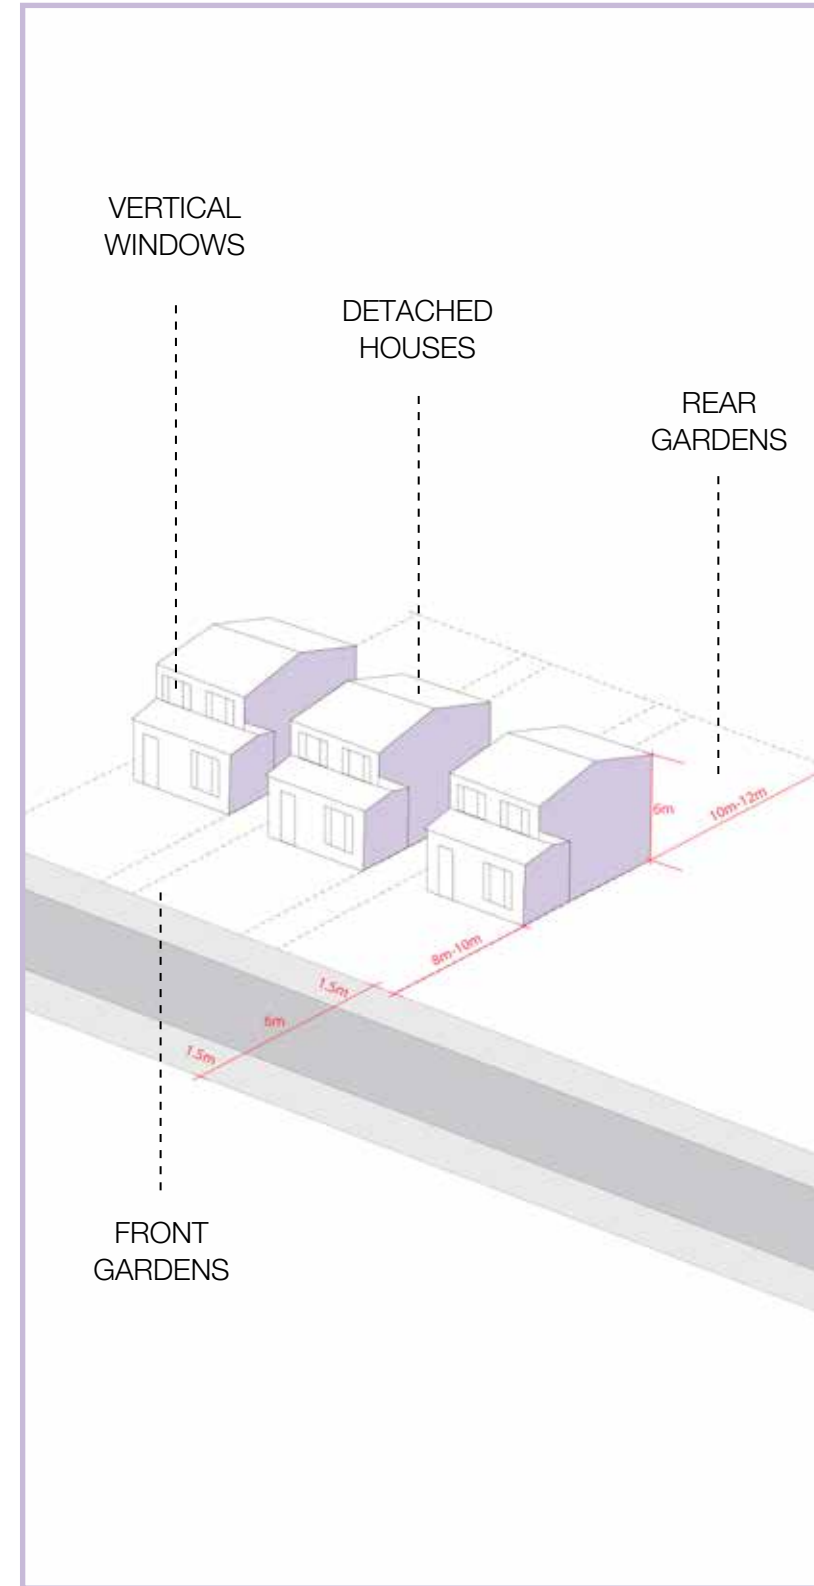 VERTICAL
WINDOWS
DETACHED
HOUSES
REAR
GARDENS
6m
10m-12m
8m-10m
1.5m
6m
1.5m
FRONT
GARDENS